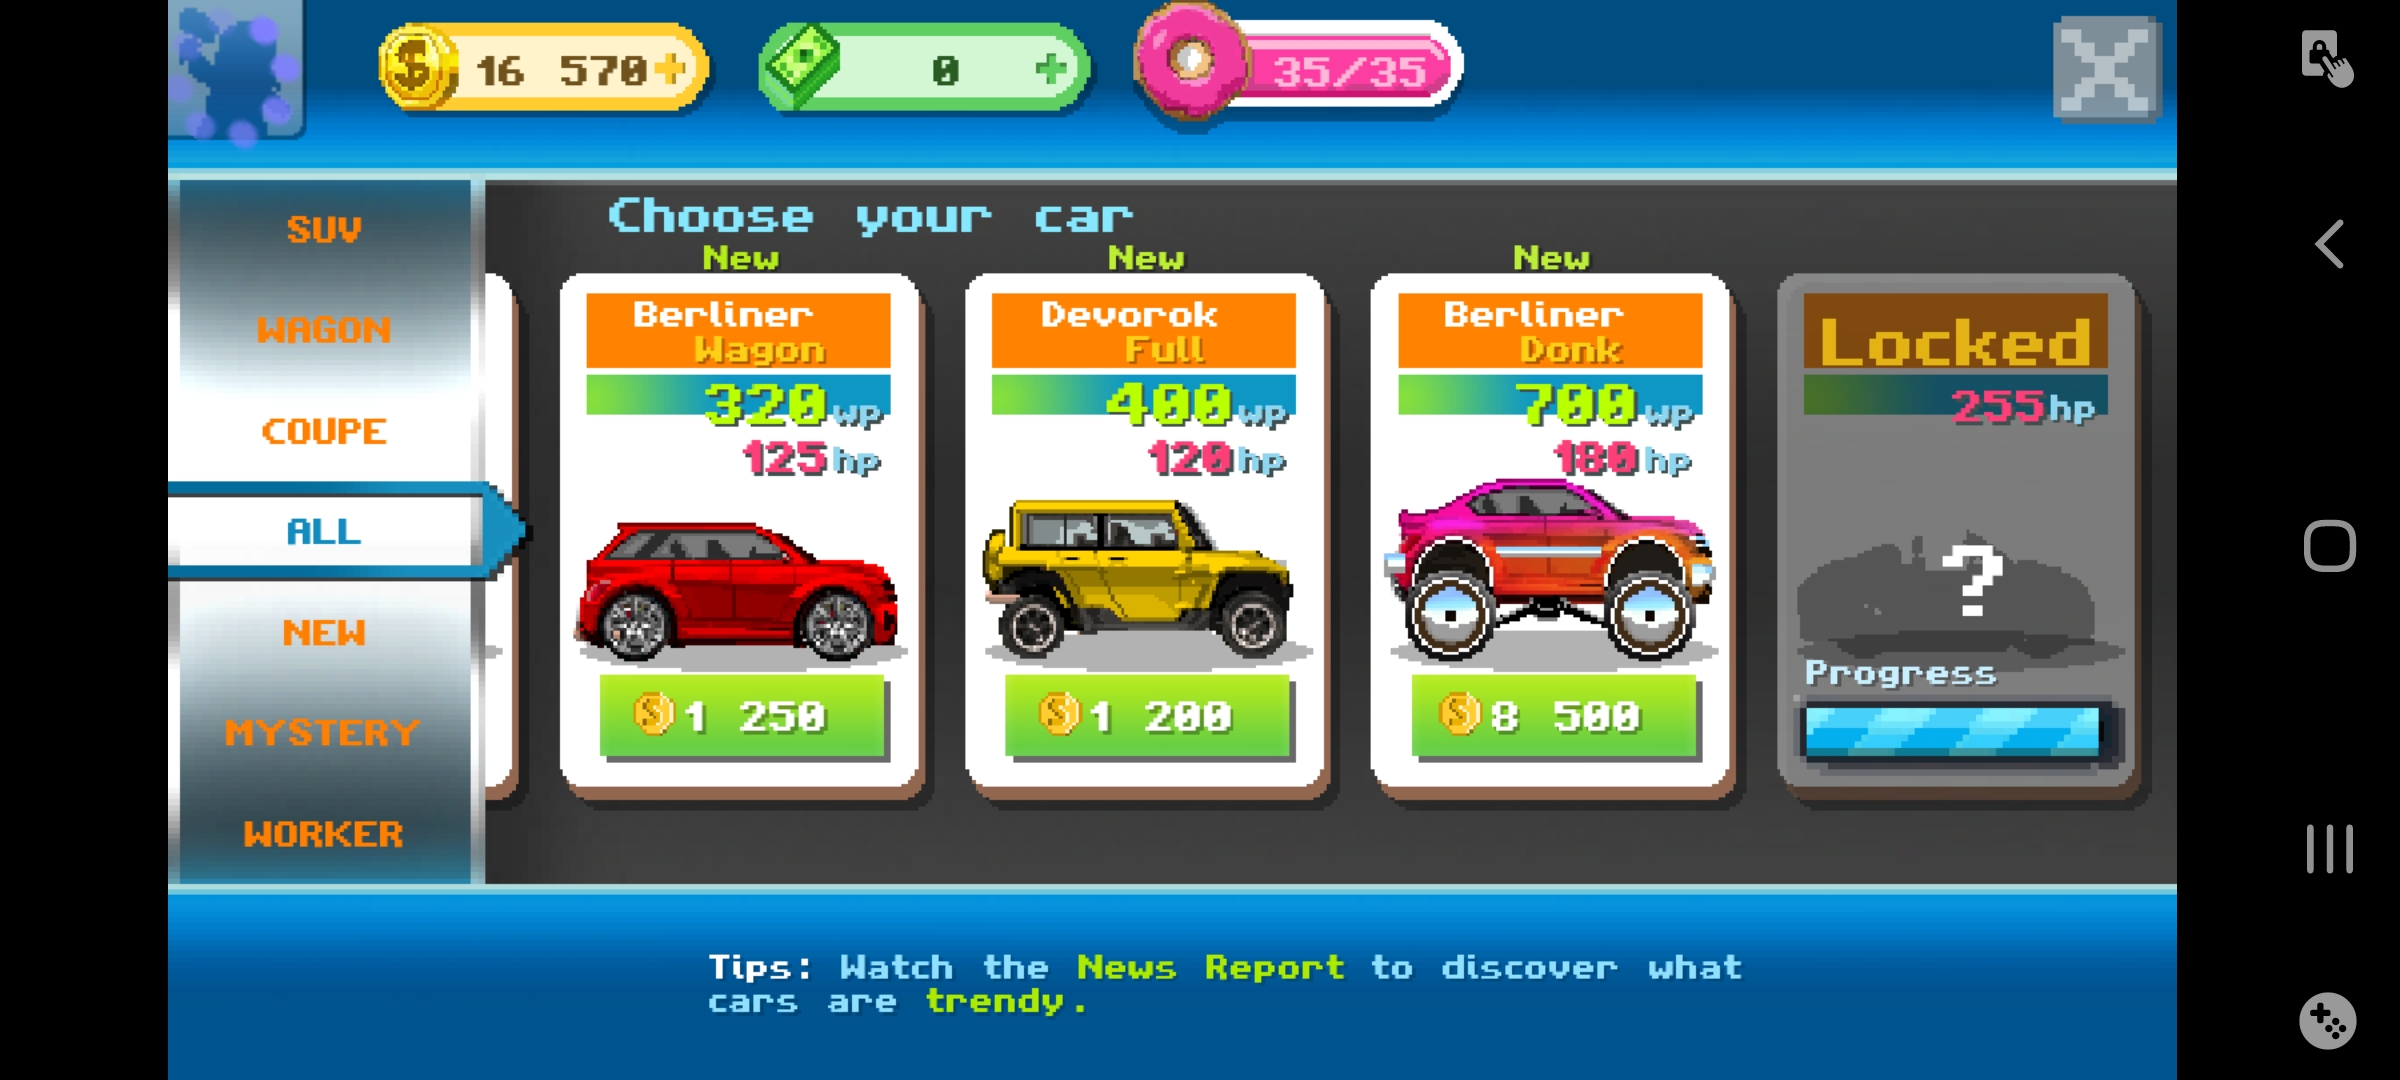 16 570
0
35/35
SUV
WAGON
COUPE
ALL
NEW
MYSTERY
WORKER
Choose your car
New
Berliner
Wagon
320wp
125hp
1 250
New
Devorok
Full
400wp
120hp
1 200
New
Berliner
Donk
700wp
180hp
8 500
Locked
255hp
?
Progress
Tips: Watch the News Report to discover what
cars are trendy.